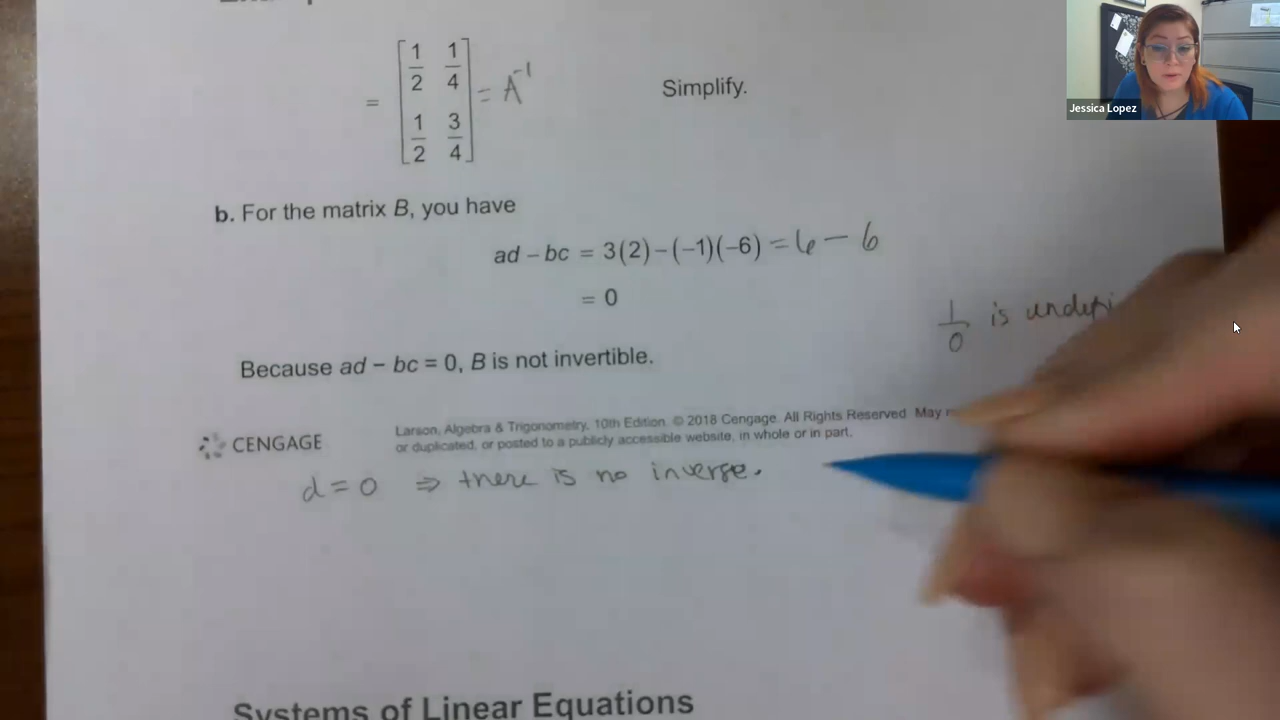 Jessica Lopez
1 1
2 4
= = A⁻¹ Simplify.
1 3
2 4
b. For the matrix B, you have
ad − bc = 3(2) − (−1)(−6) = 6 − 6
= 0
1/0 is
Because ad − bc = 0, B is not invertible.
CENGAGE
Larson, Algebra & Trigonometry, 10th Edition. © 2018 Cengage. All Rights Reserved. May
or duplicated, or posted to a publicly accessible website, in whole or in part.
d = 0 ⇒ there is no inverse.
Systems of Linear Equations